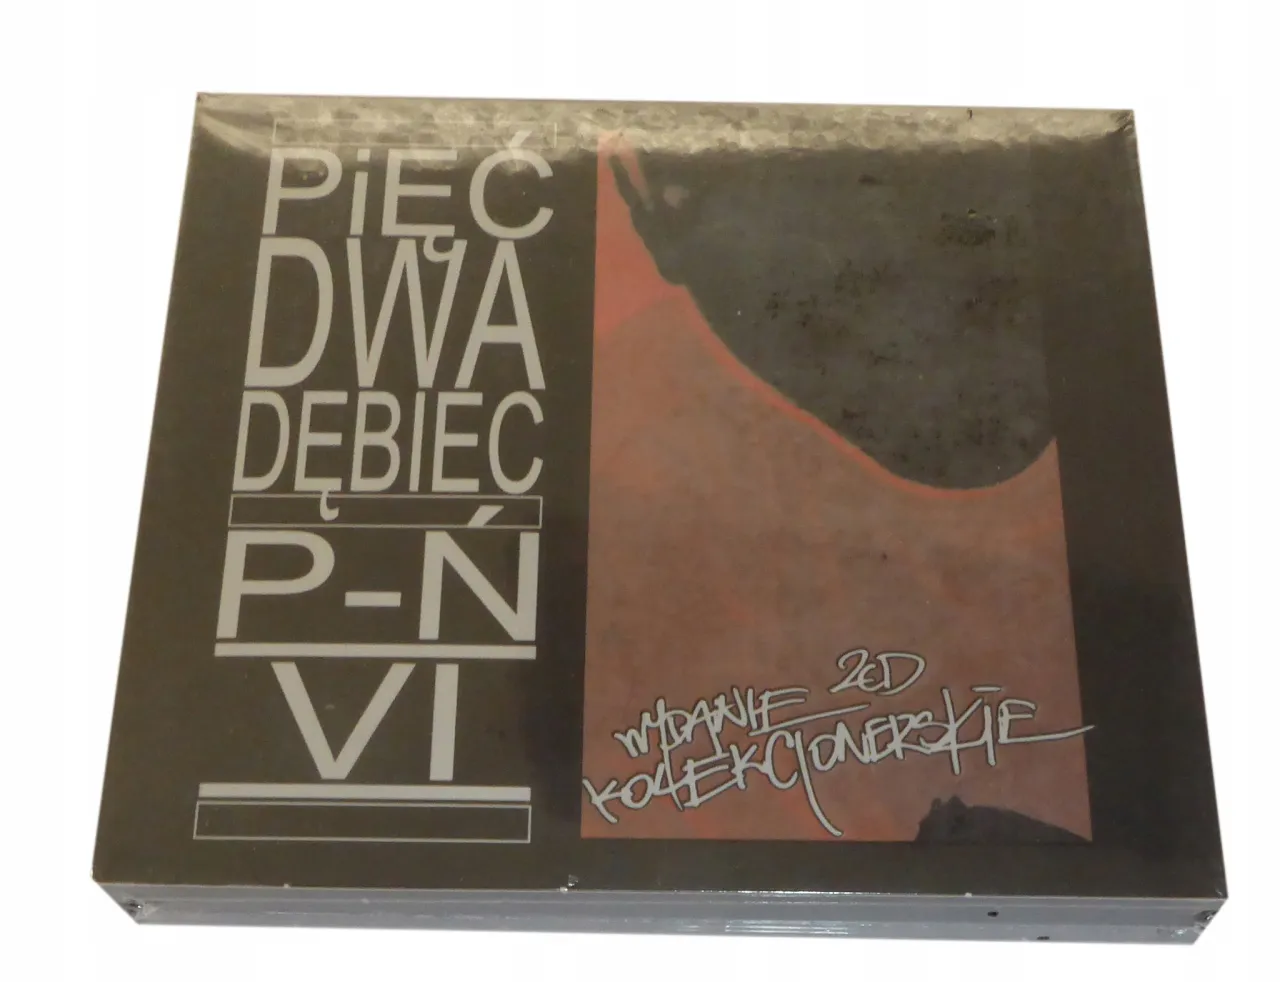 PiĘĆ
DWA
DĘBIEC
P-Ń
VI
2CD
WYDANIE
KOLEKCJONERSKIE